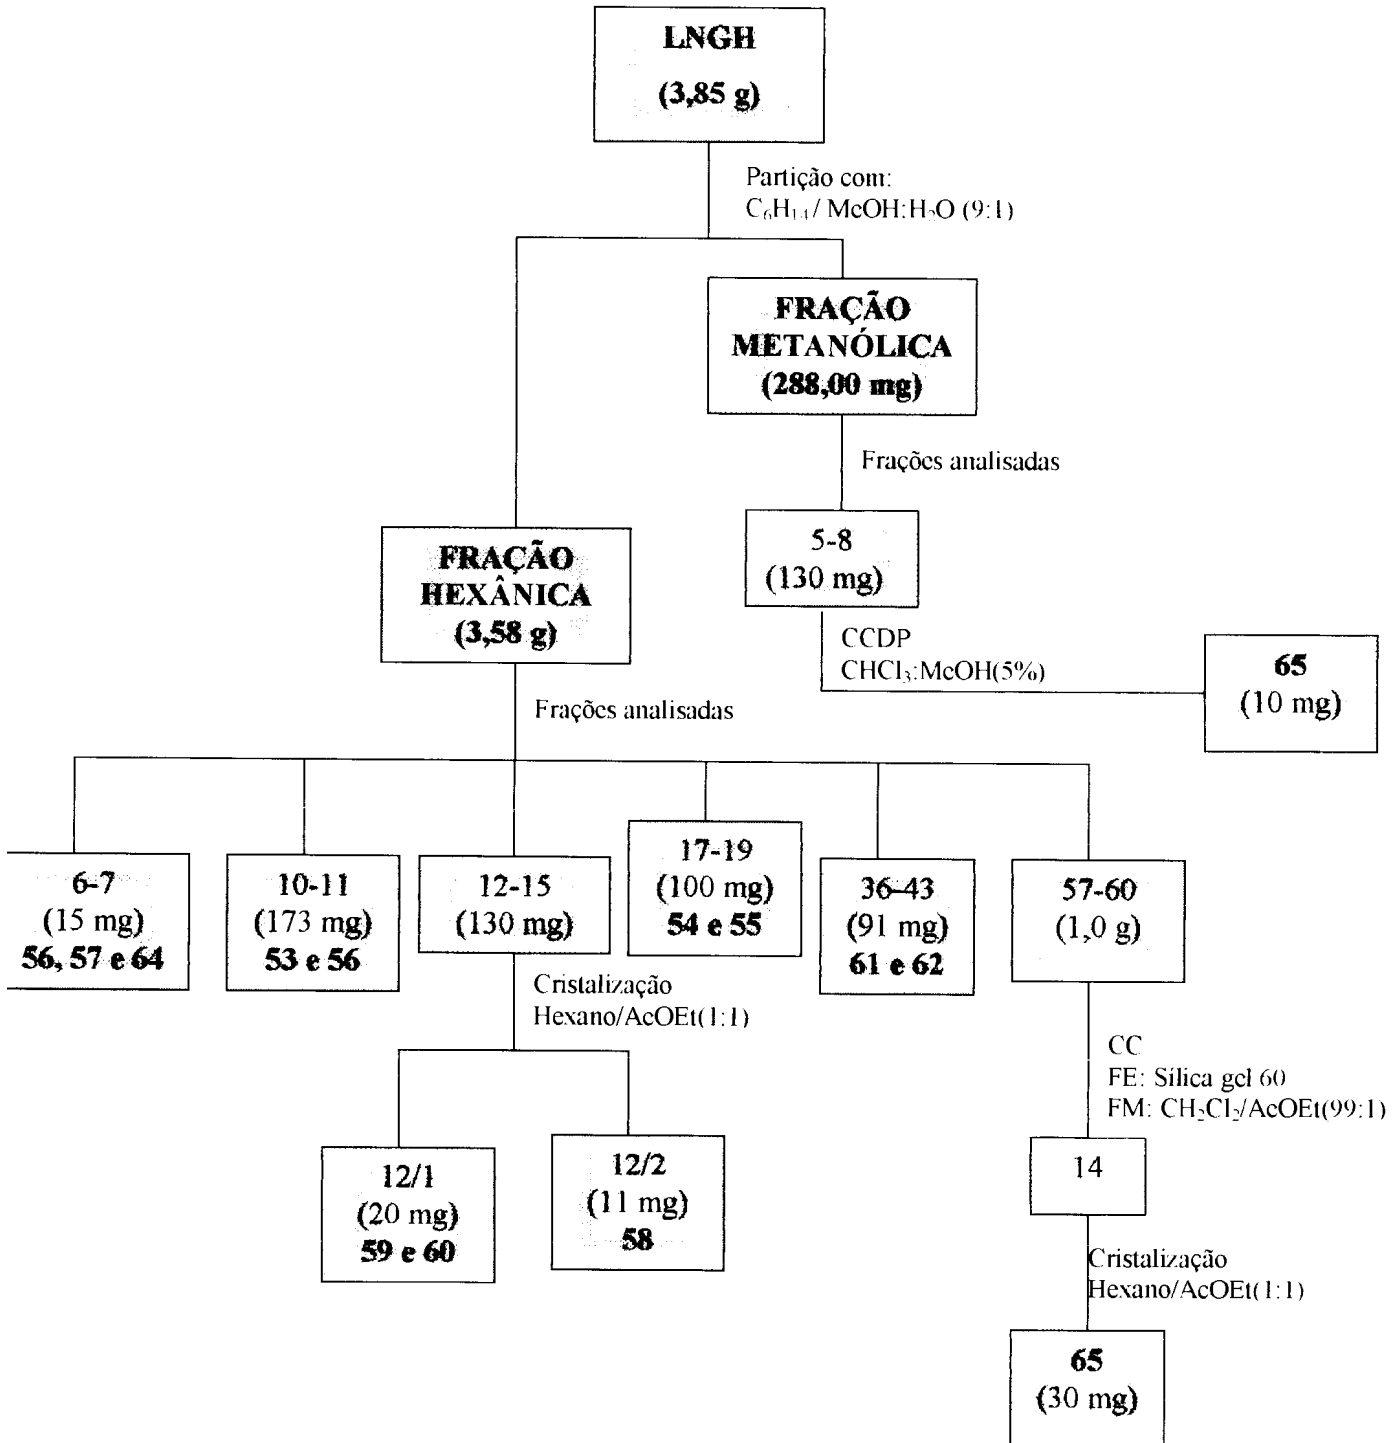 LNGH
(3,85 g)
Partição com:
C₆H₁₄/ MeOH:H₂O (9:1)
FRAÇÃO
METANÓLICA
(288,00 mg)
Frações analisadas
5-8
(130 mg)
CCDP
CHCl₃:MeOH(5%)
65
(10 mg)
FRAÇÃO
HEXÂNICA
(3,58 g)
Frações analisadas
6-7
(15 mg)
56, 57 e 64
10-11
(173 mg)
53 e 56
12-15
(130 mg)
17-19
(100 mg)
54 e 55
36-43
(91 mg)
61 e 62
57-60
(1,0 g)
Cristalização
Hexano/AcOEt(1:1)
12/1
(20 mg)
59 e 60
12/2
(11 mg)
58
CC
FE: Sílica gel 60
FM: CH₂Cl₂/AcOEt(99:1)
14
Cristalização
Hexano/AcOEt(1:1)
65
(30 mg)